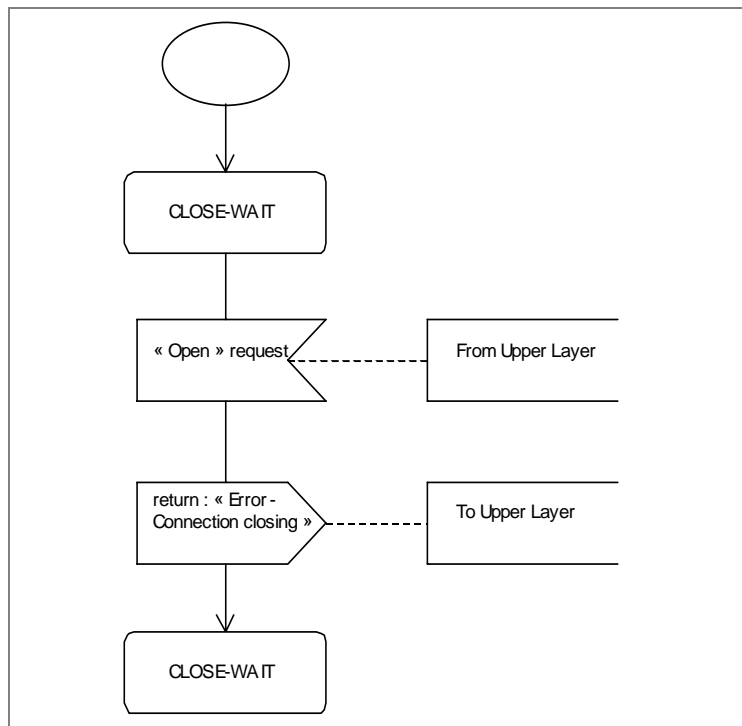 CLOSE-WAIT
« Open » request
From Upper Layer
return : « Error -
Connection closing »
To Upper Layer
CLOSE-WAIT